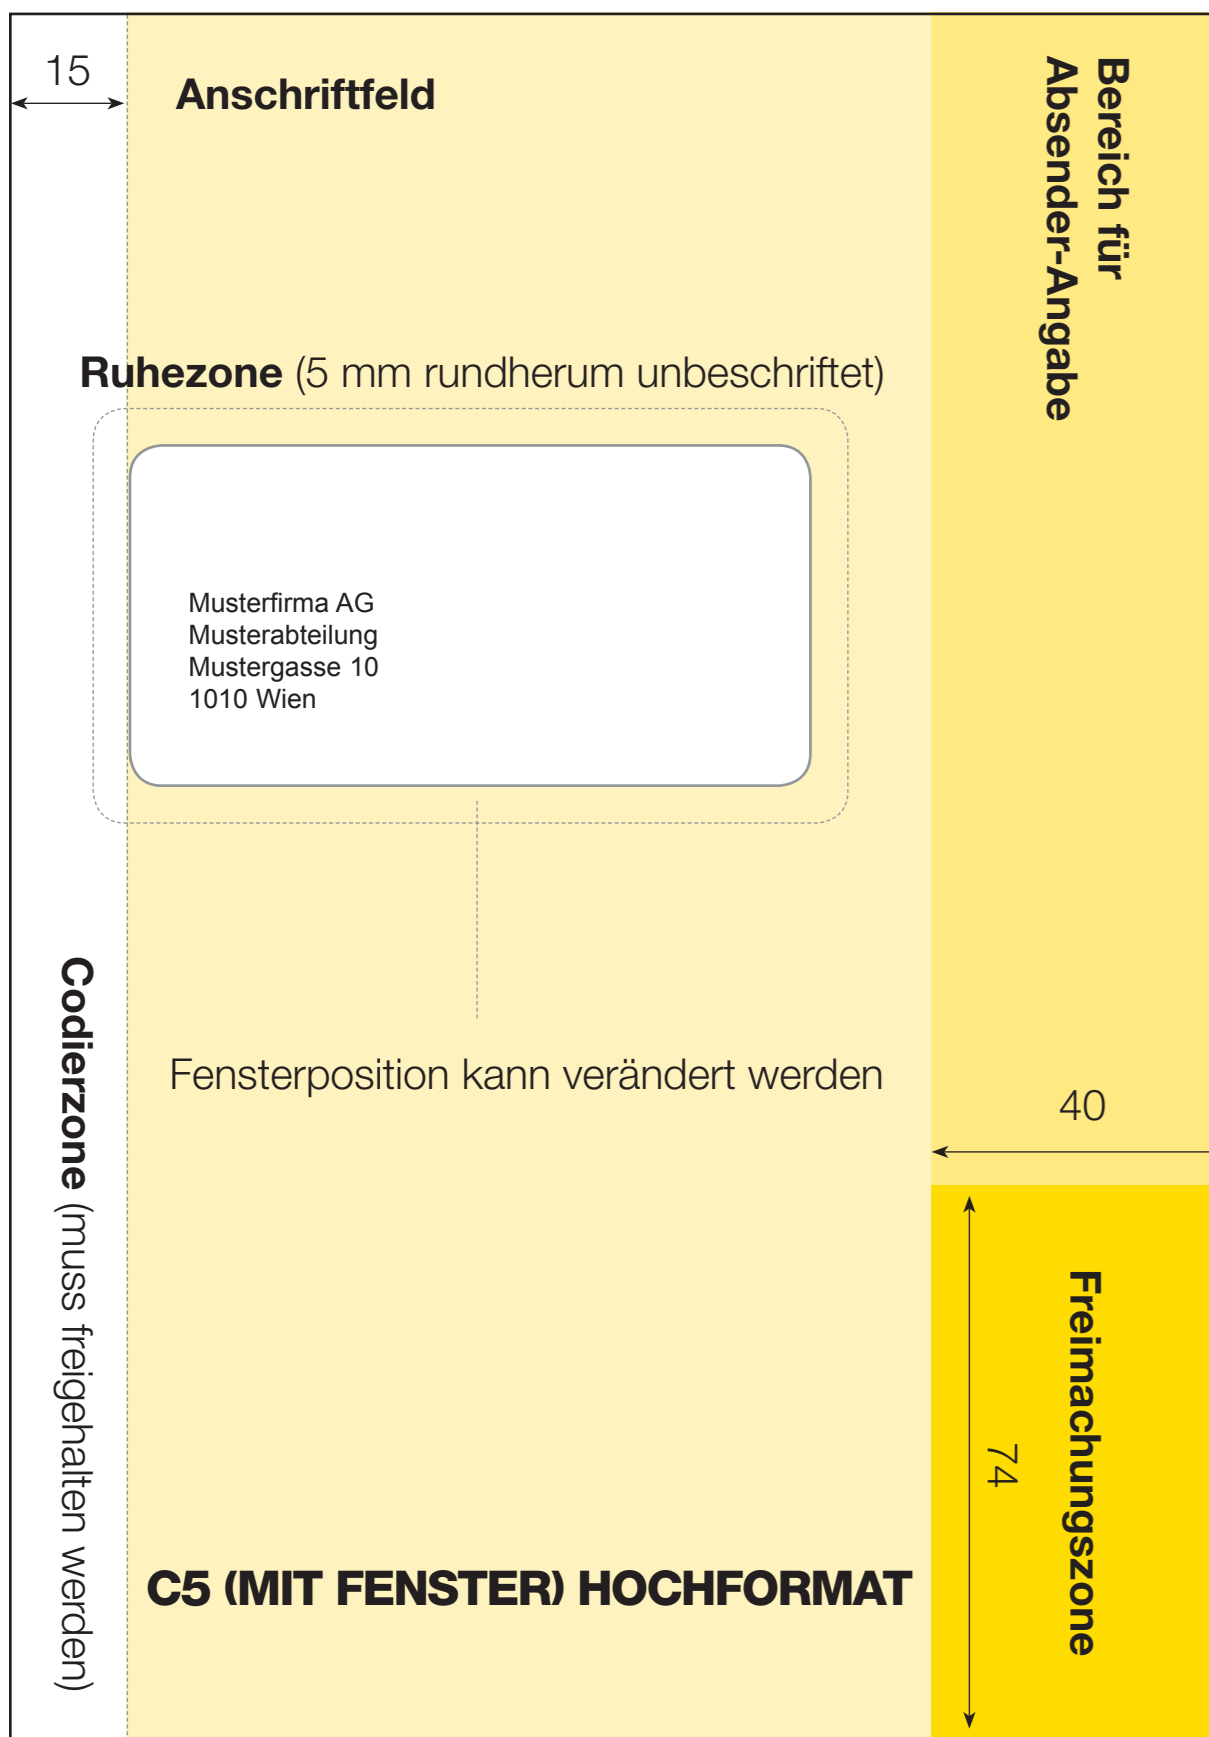 15
Anschriftfeld
Bereich für
Absender-Angabe
Ruhezone (5 mm rundherum unbeschriftet)
Musterfirma AG
Musterabteilung
Mustergasse 10
1010 Wien
Codierzone (muss freigehalten werden)
Fensterposition kann verändert werden
40
Freimachungszone
74
C5 (MIT FENSTER) HOCHFORMAT